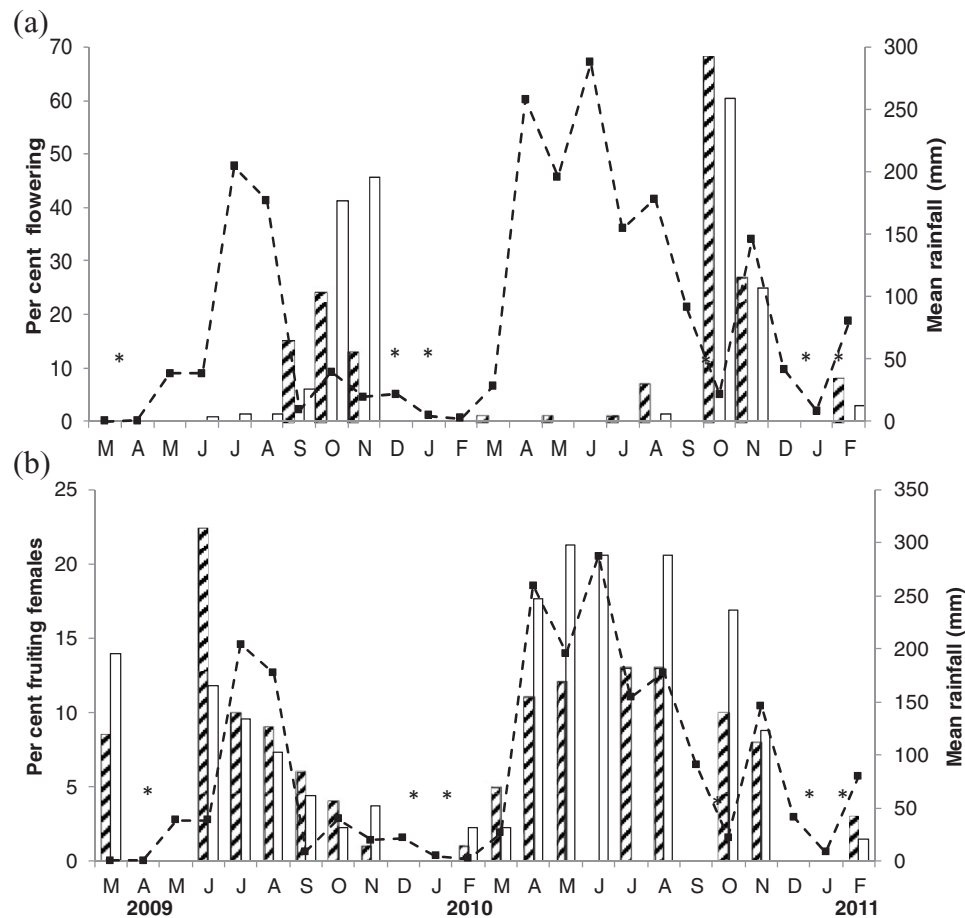 (a)
70
60
50
40
30
20
10
0
Per cent flowering
300
250
200
150
100
50
0
Mean rainfall (mm)
* * * * * *
M A M J J A S O N D J F M A M J J A S O N D J F
(b)
25
20
15
10
5
0
Per cent fruiting females
350
300
250
200
150
100
50
0
Mean rainfall (mm)
* * * * * *
M A M J J A S O N D J F M A M J J A S O N D J F
2009 2010 2011